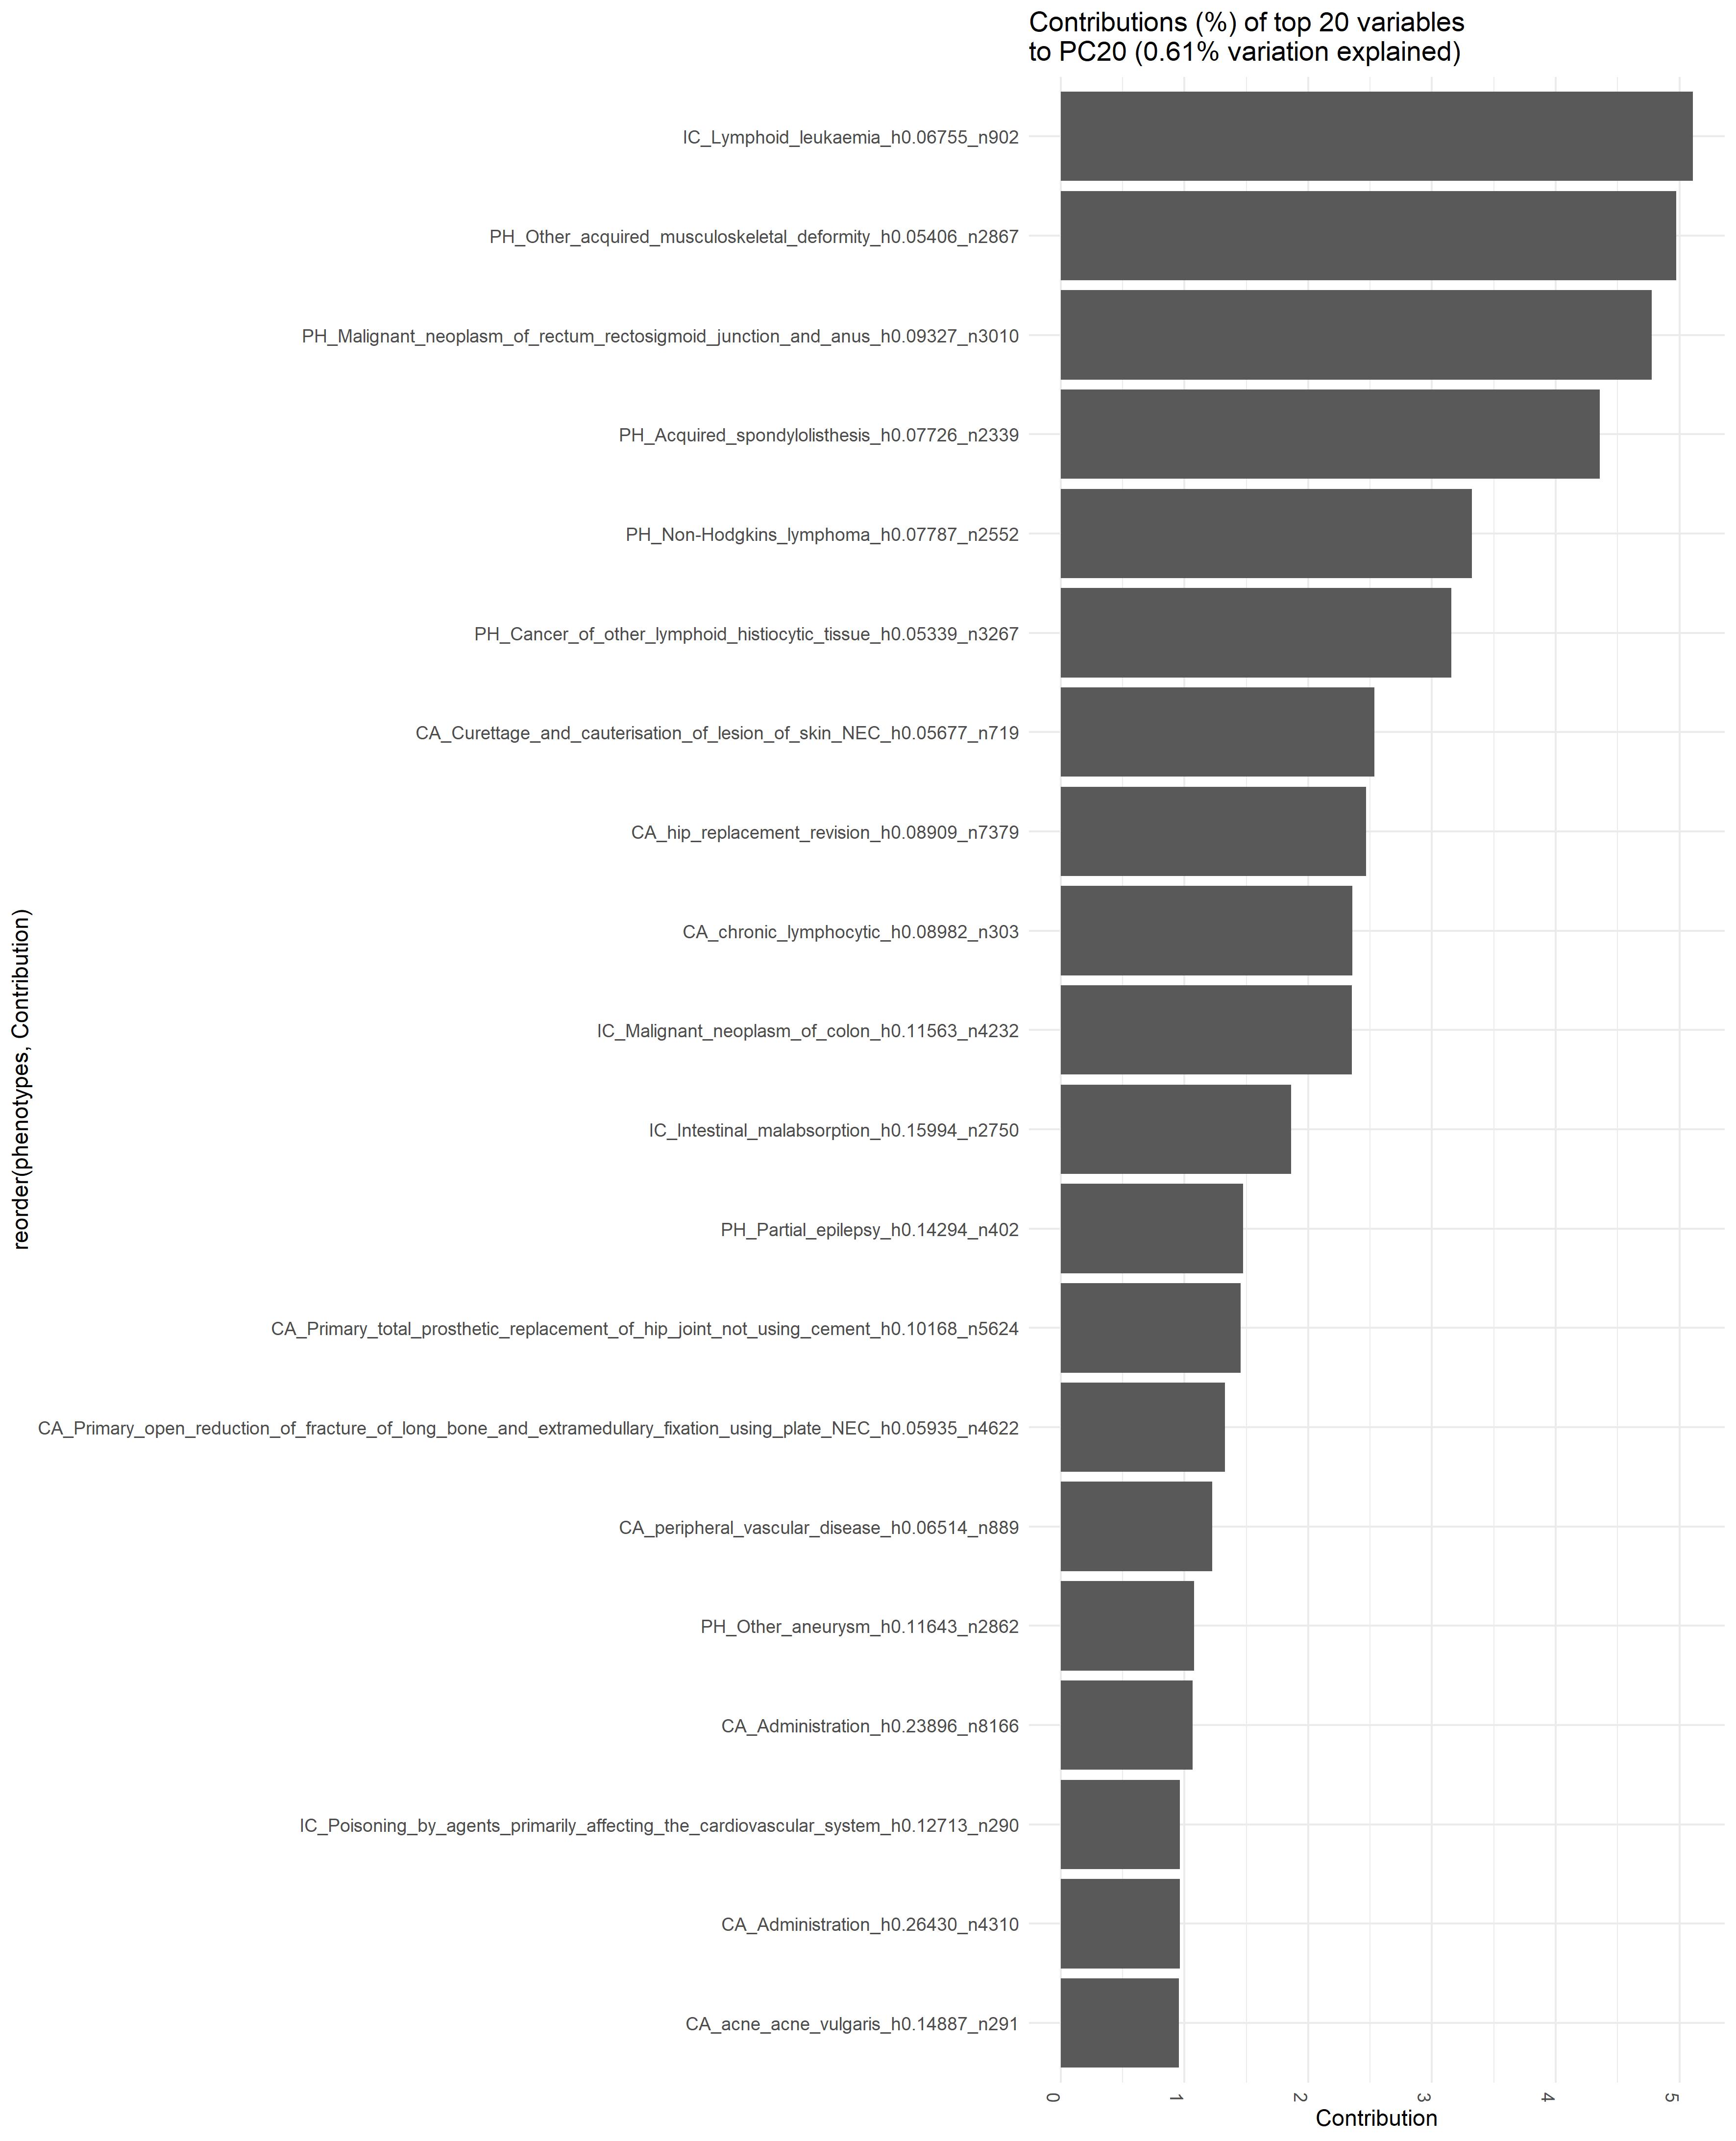 Contributions (%) of top 20 variables
to PC20 (0.61% variation explained)
IC_Lymphoid_leukaemia_h0.06755_n902
PH_Other_acquired_musculoskeletal_deformity_h0.05406_n2867
PH_Malignant_neoplasm_of_rectum_rectosigmoid_junction_and_anus_h0.09327_n3010
PH_Acquired_spondylolisthesis_h0.07726_n2339
PH_Non-Hodgkins_lymphoma_h0.07787_n2552
PH_Cancer_of_other_lymphoid_histiocytic_tissue_h0.05339_n3267
CA_Curettage_and_cauterisation_of_lesion_of_skin_NEC_h0.05677_n719
CA_hip_replacement_revision_h0.08909_n7379
CA_chronic_lymphocytic_h0.08982_n303
IC_Malignant_neoplasm_of_colon_h0.11563_n4232
IC_Intestinal_malabsorption_h0.15994_n2750
PH_Partial_epilepsy_h0.14294_n402
CA_Primary_total_prosthetic_replacement_of_hip_joint_not_using_cement_h0.10168_n5624
CA_Primary_open_reduction_of_fracture_of_long_bone_and_extramedullary_fixation_using_plate_NEC_h0.05935_n4622
CA_peripheral_vascular_disease_h0.06514_n889
PH_Other_aneurysm_h0.11643_n2862
CA_Administration_h0.23896_n8166
IC_Poisoning_by_agents_primarily_affecting_the_cardiovascular_system_h0.12713_n290
CA_Administration_h0.26430_n4310
CA_acne_acne_vulgaris_h0.14887_n291
reorder(phenotypes, Contribution)
0 1 2 3 4 5
Contribution